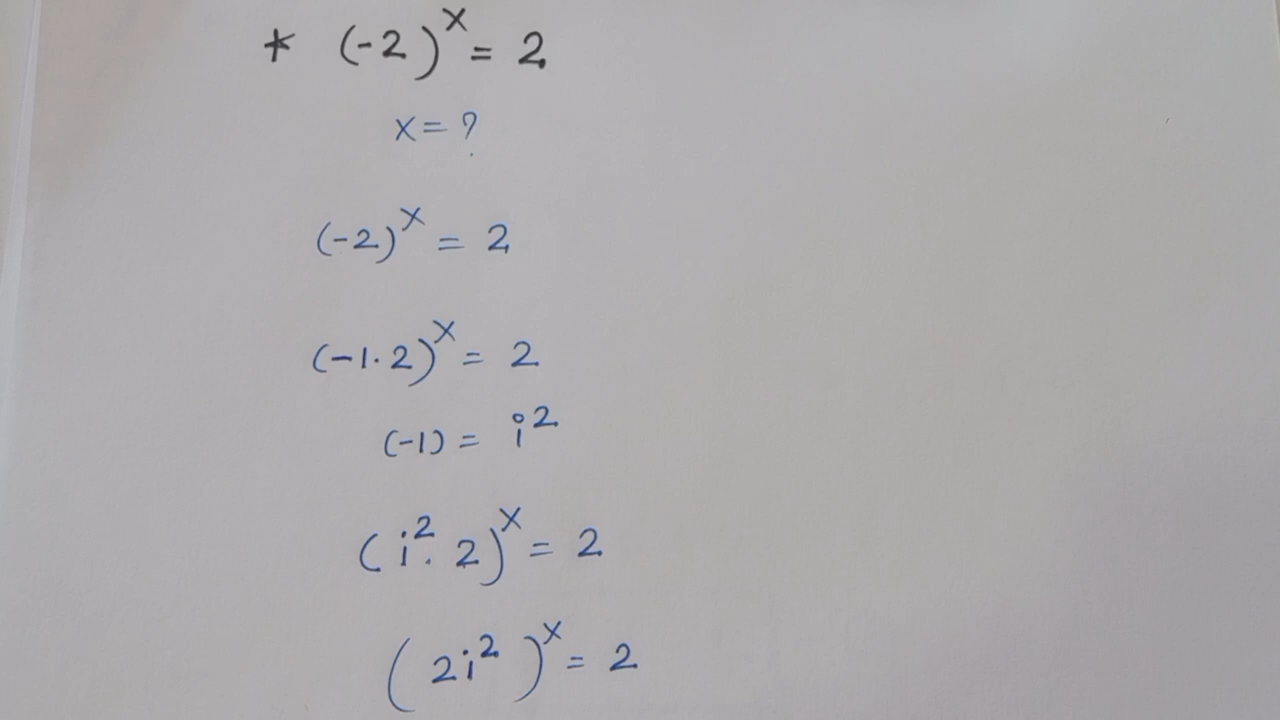 * (-2)^x = 2
x = ?
(-2)^x = 2
(-1.2)^x = 2
(-1) = i^2
(i^2. 2)^x = 2
(2i^2)^x = 2